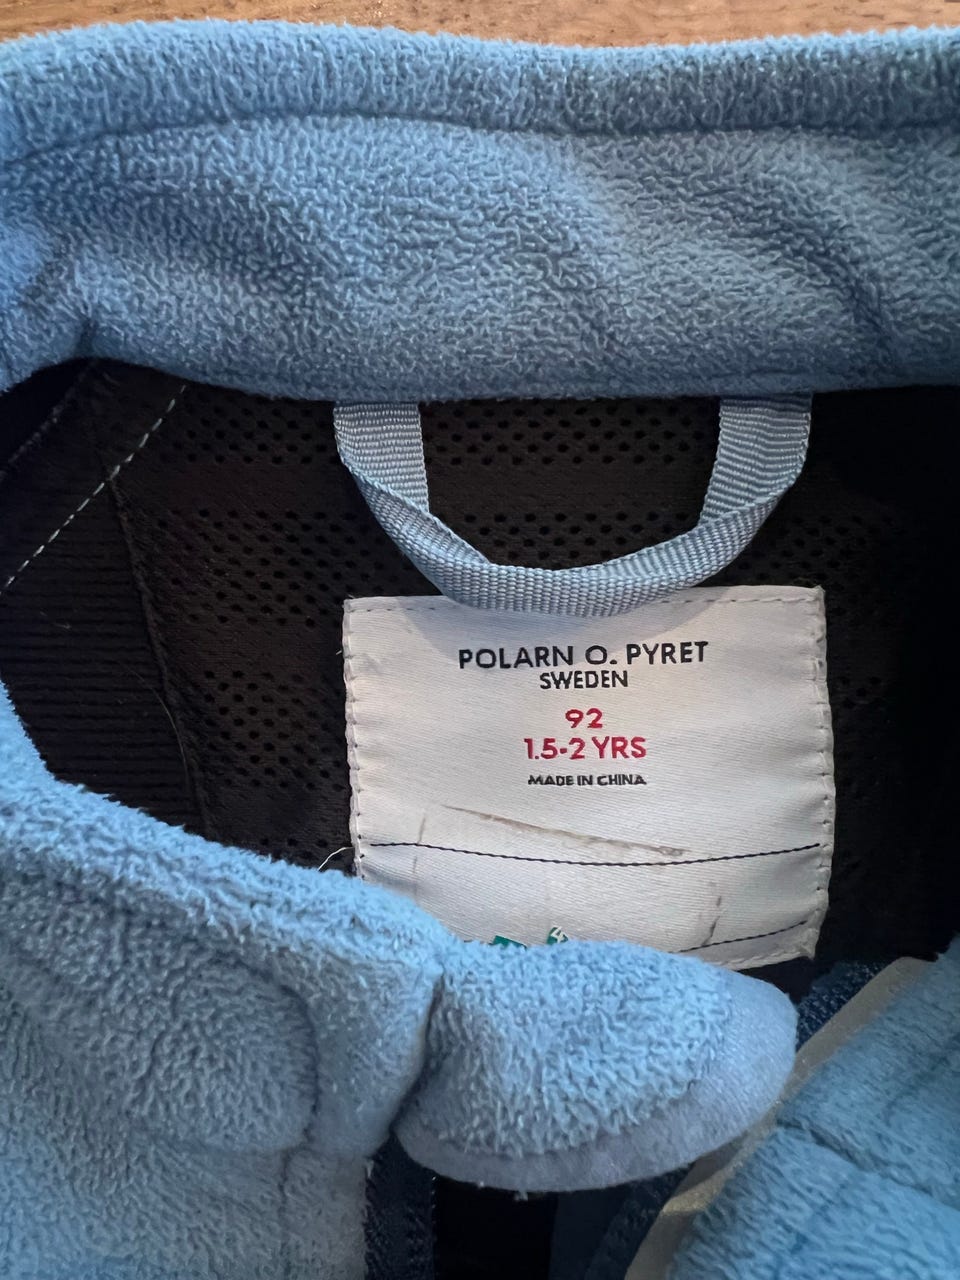 POLARN O. PYRET
SWEDEN
92
1.5-2 YRS
MADE IN CHINA